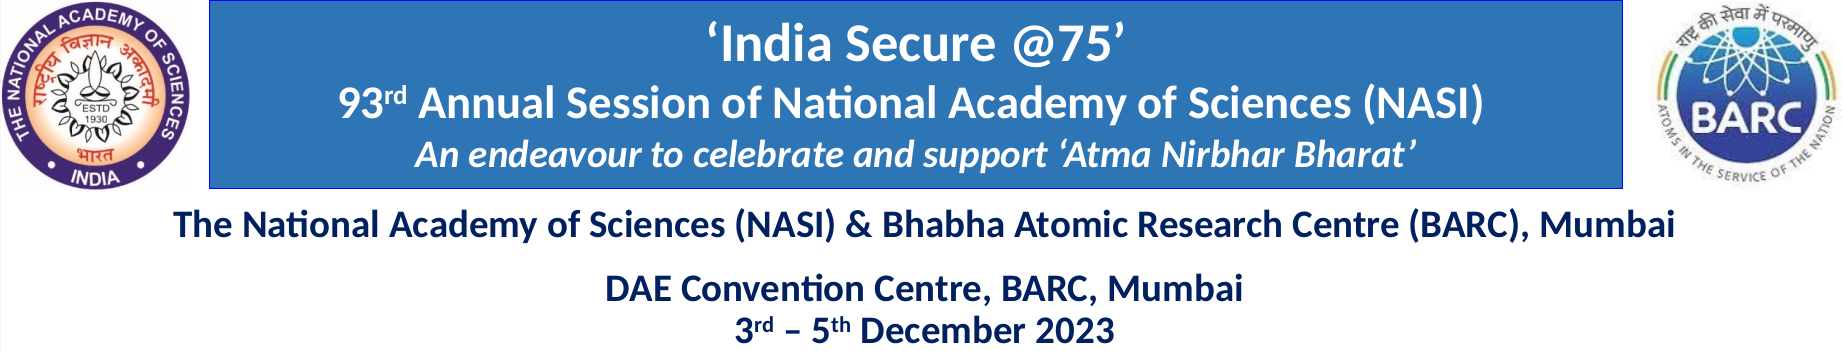 THE NATIONAL ACADEMY OF SCIENCES
राष्ट्रीय विज्ञान अकादमी
ESTD
1930
भारत
INDIA
‘India Secure @75’
93rd Annual Session of National Academy of Sciences (NASI)
An endeavour to celebrate and support ‘Atma Nirbhar Bharat’
राष्ट्र की सेवा में परमाणु
BARC
ATOMS IN THE SERVICE OF THE NATION
The National Academy of Sciences (NASI) & Bhabha Atomic Research Centre (BARC), Mumbai
DAE Convention Centre, BARC, Mumbai
3rd – 5th December 2023